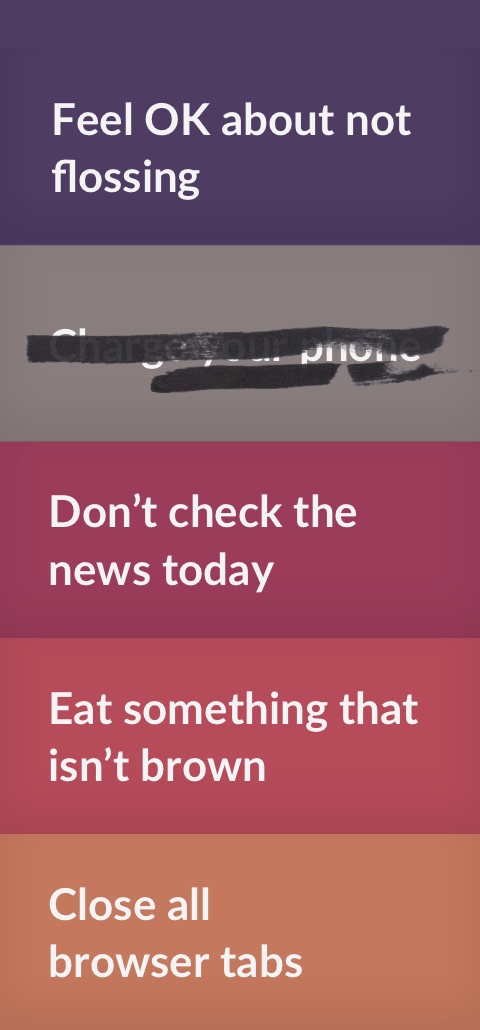 Feel OK about not
flossing
Charge your phone
Don’t check the
news today
Eat something that
isn’t brown
Close all
browser tabs